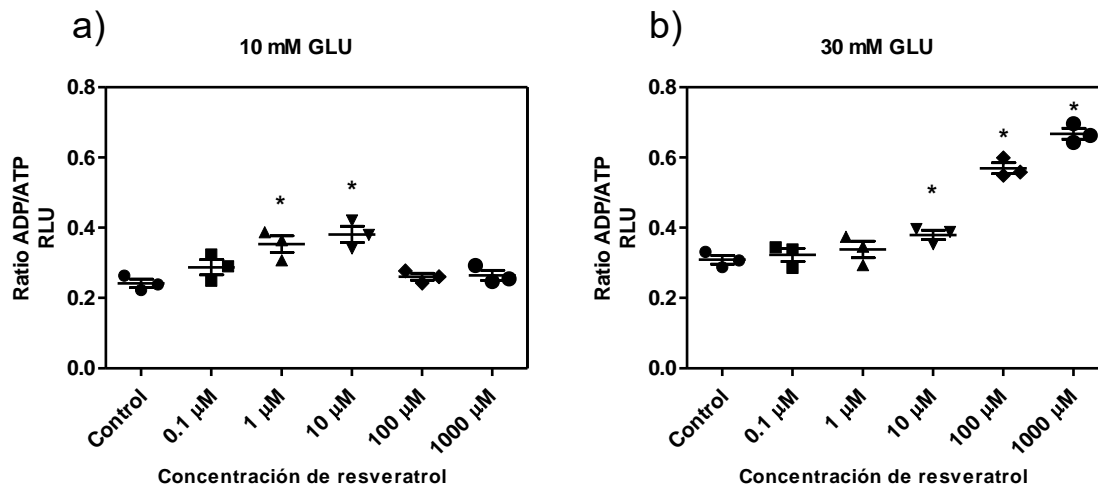 a)
10 mM GLU
Ratio ADP/ATP
RLU
0.8
0.6
0.4
0.2
0.0
*
*
Control
0.1 µM
1 µM
10 µM
100 µM
1000 µM
Concentración de resveratrol
b)
30 mM GLU
Ratio ADP/ATP
RLU
0.8
0.6
0.4
0.2
0.0
*
*
*
Control
0.1 µM
1 µM
10 µM
100 µM
1000 µM
Concentración de resveratrol